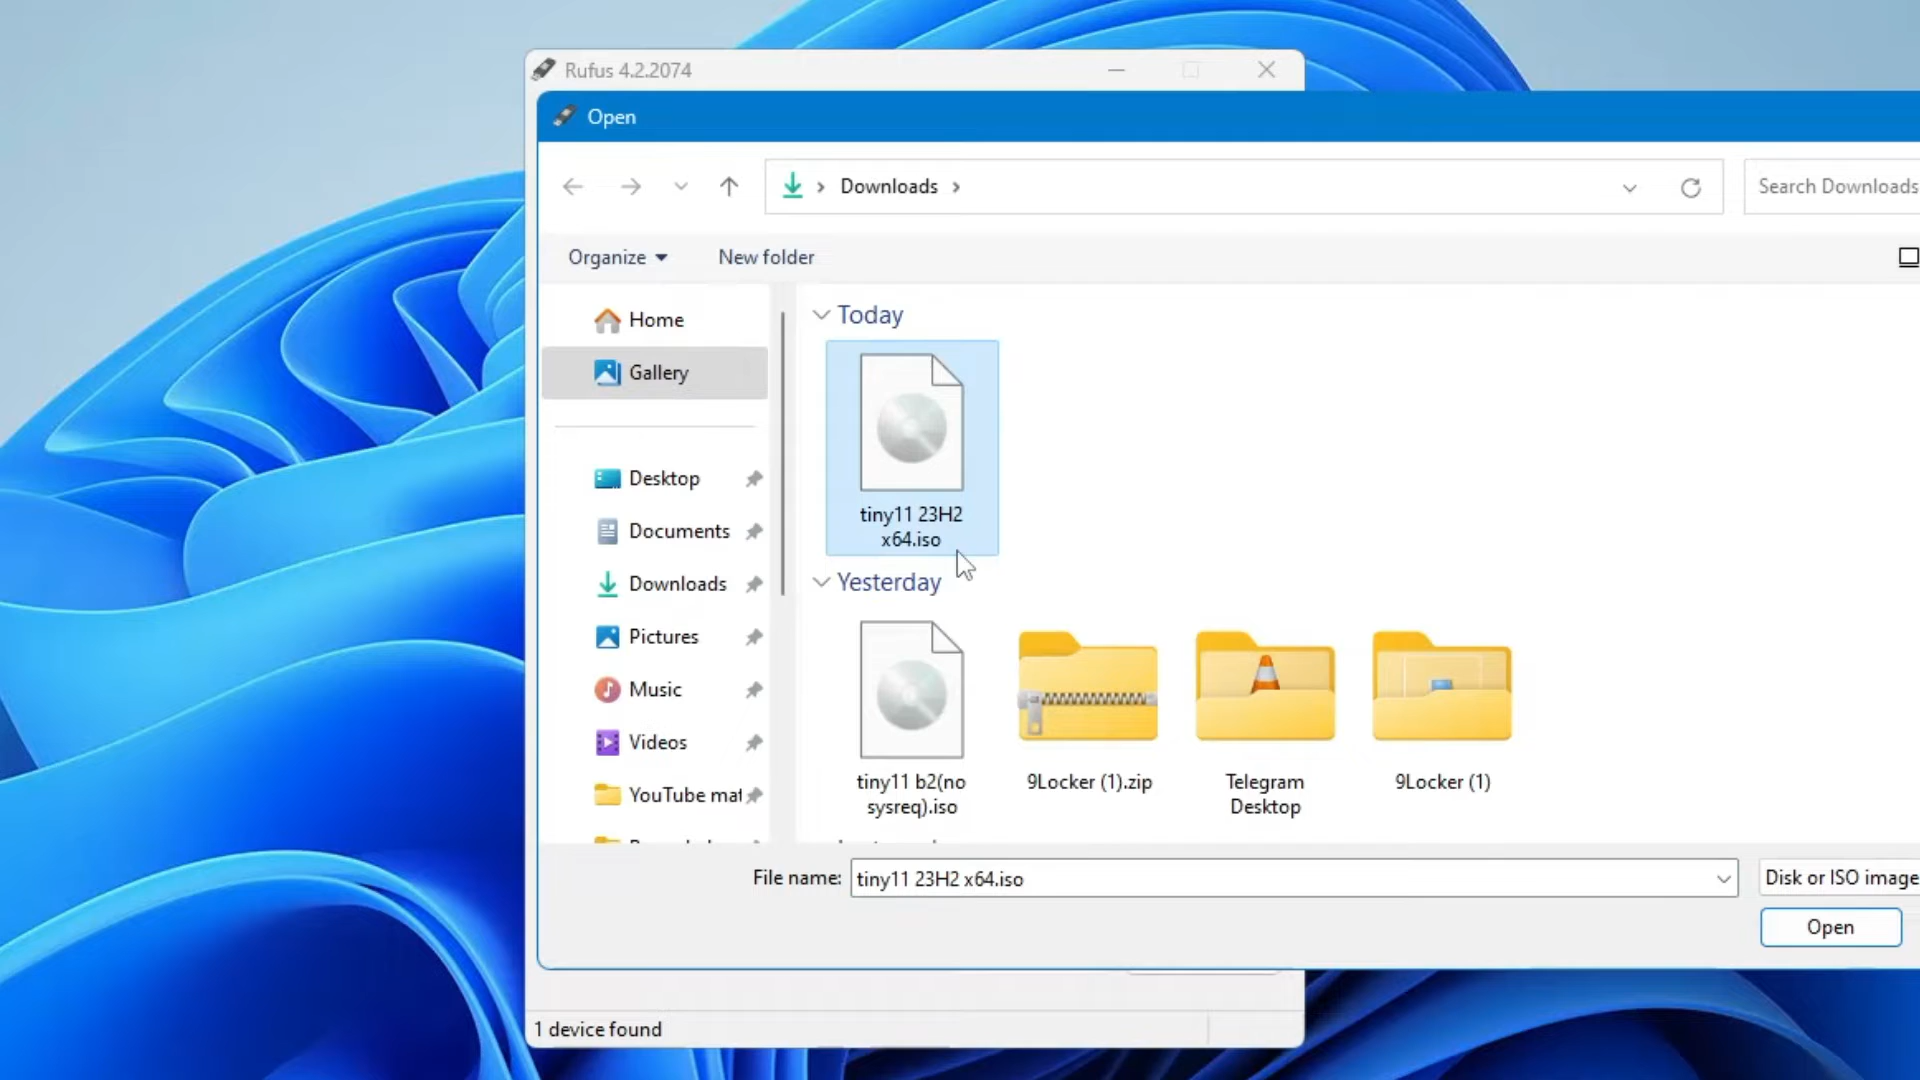 Rufus 4.2.2074
Open
Downloads
Search Downloads
Organize
New folder
Home
Gallery
Desktop
Documents
Downloads
Pictures
Music
Videos
YouTube mat
Today
tiny11 23H2
x64.iso
Yesterday
tiny11 b2(no
sysreq).iso
9Locker (1).zip
Telegram
Desktop
9Locker (1)
File name:
tiny11 23H2 x64.iso
Disk or ISO image
Open
1 device found